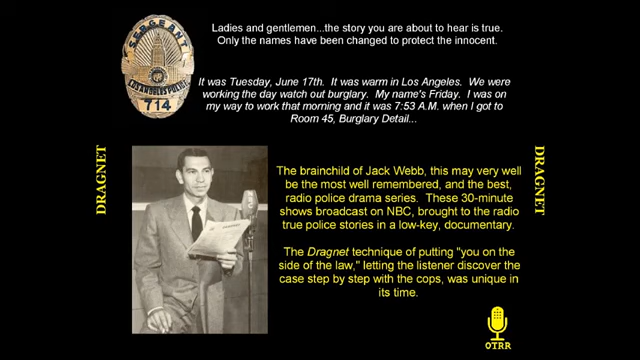 Ladies and gentlemen...the story you are about to hear is true.
Only the names have been changed to protect the innocent.
SERGEANT
LOS ANGELES POLICE
714
It was Tuesday, June 17th.  It was warm in Los Angeles.  We were
working the day watch out burglary.  My name's Friday.  I was on
my way to work that morning and it was 7:53 A.M. when I got to
Room 45, Burglary Detail...
DRAGNET
The brainchild of Jack Webb, this may very well
be the most well remembered, and the best,
radio police drama series.  These 30-minute
shows broadcast on NBC, brought to the radio
true police stories in a low-key, documentary.
The Dragnet technique of putting "you on the
side of the law," letting the listener discover the
case step by step with the cops, was unique in
its time.
DRAGNET
OTRR